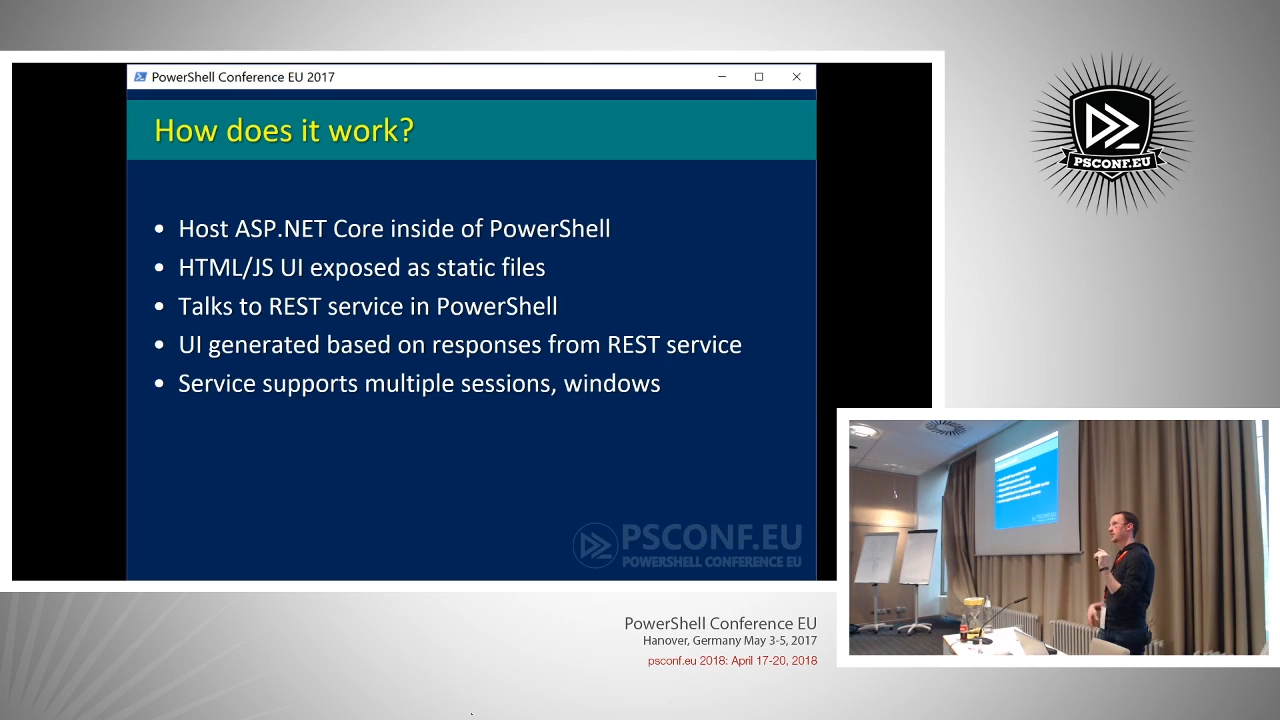 PowerShell Conference EU 2017
How does it work?
• Host ASP.NET Core inside of PowerShell
• HTML/JS UI exposed as static files
• Talks to REST service in PowerShell
• UI generated based on responses from REST service
• Service supports multiple sessions, windows
PSCONF.EU
POWERSHELL CONFERENCE EU
PSCONF.EU
PowerShell Conference EU
Hanover, Germany May 3-5, 2017
psconf.eu 2018: April 17-20, 2018